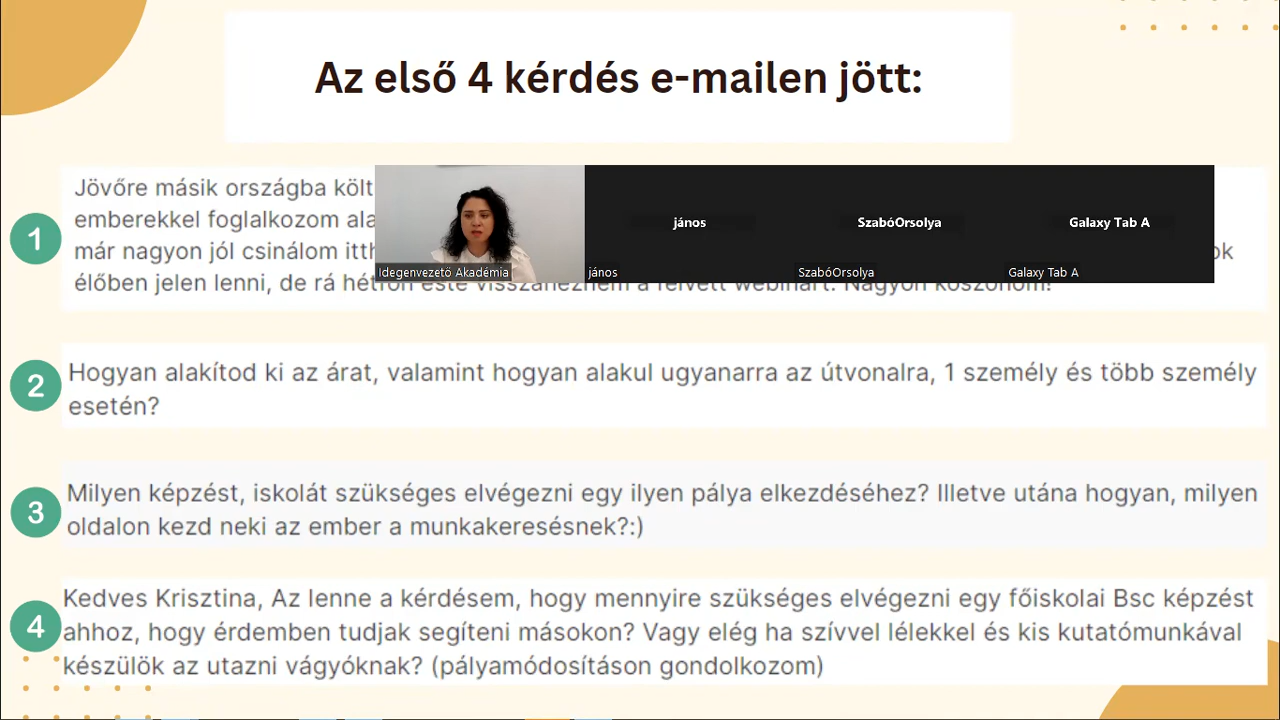 Az első 4 kérdés e-mailen jött:
1
Jövőre másik országba költ
emberekkel foglalkozom ala
már nagyon jól csinálom itth ok
élőben jelen lenni, de rá hétfőn este visszanézném a felvett webinárt. Nagyon köszönöm!
János
SzabóOrsolya
Galaxy Tab A
Idegenvezető Akadémia
jános
SzabóOrsolya
Galaxy Tab A
2
Hogyan alakítod ki az árat, valamint hogyan alakul ugyanarra az útvonalra, 1 személy és több személy
esetén?
3
Milyen képzést, iskolát szükséges elvégezni egy ilyen pálya elkezdéséhez? Illetve utána hogyan, milyen
oldalon kezd neki az ember a munkakeresésnek?:)
4
Kedves Krisztina, Az lenne a kérdésem, hogy mennyire szükséges elvégezni egy főiskolai Bsc képzést
ahhoz, hogy érdemben tudjak segíteni másokon? Vagy elég ha szívvel lélekkel és kis kutatómunkával
készülök az utazni vágyóknak? (pályamódosításon gondolkozom)